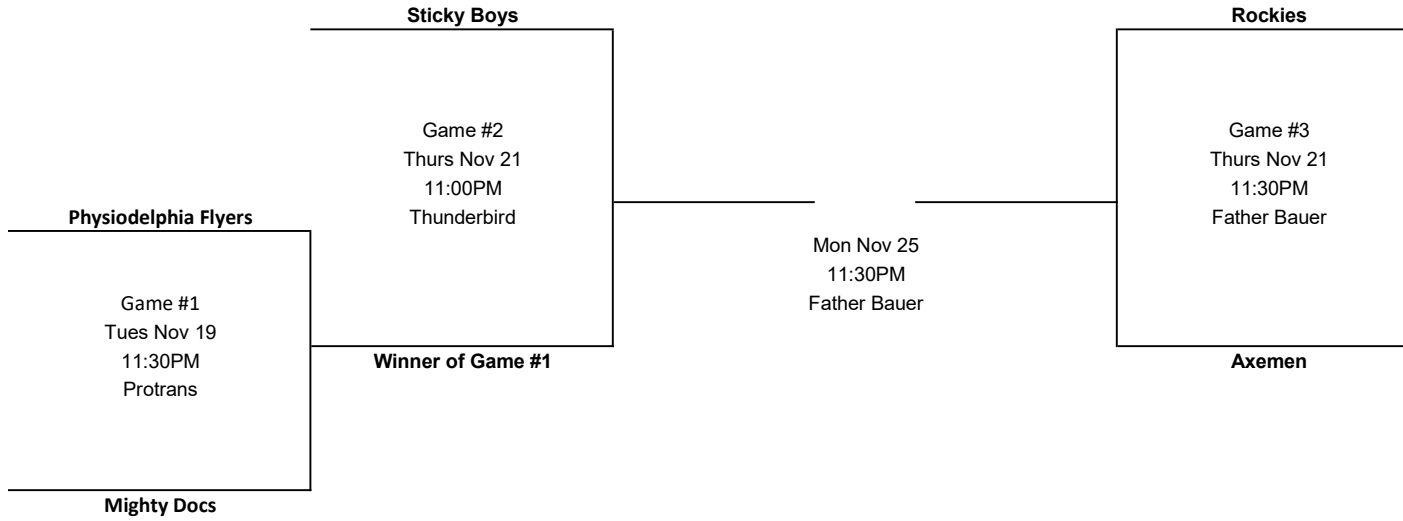 Sticky Boys
Rockies
Game #2
Thurs Nov 21
11:00PM
Thunderbird
Game #3
Thurs Nov 21
11:30PM
Father Bauer
Physiodelphia Flyers
Mon Nov 25
11:30PM
Father Bauer
Game #1
Tues Nov 19
11:30PM
Protrans
Winner of Game #1
Axemen
Mighty Docs